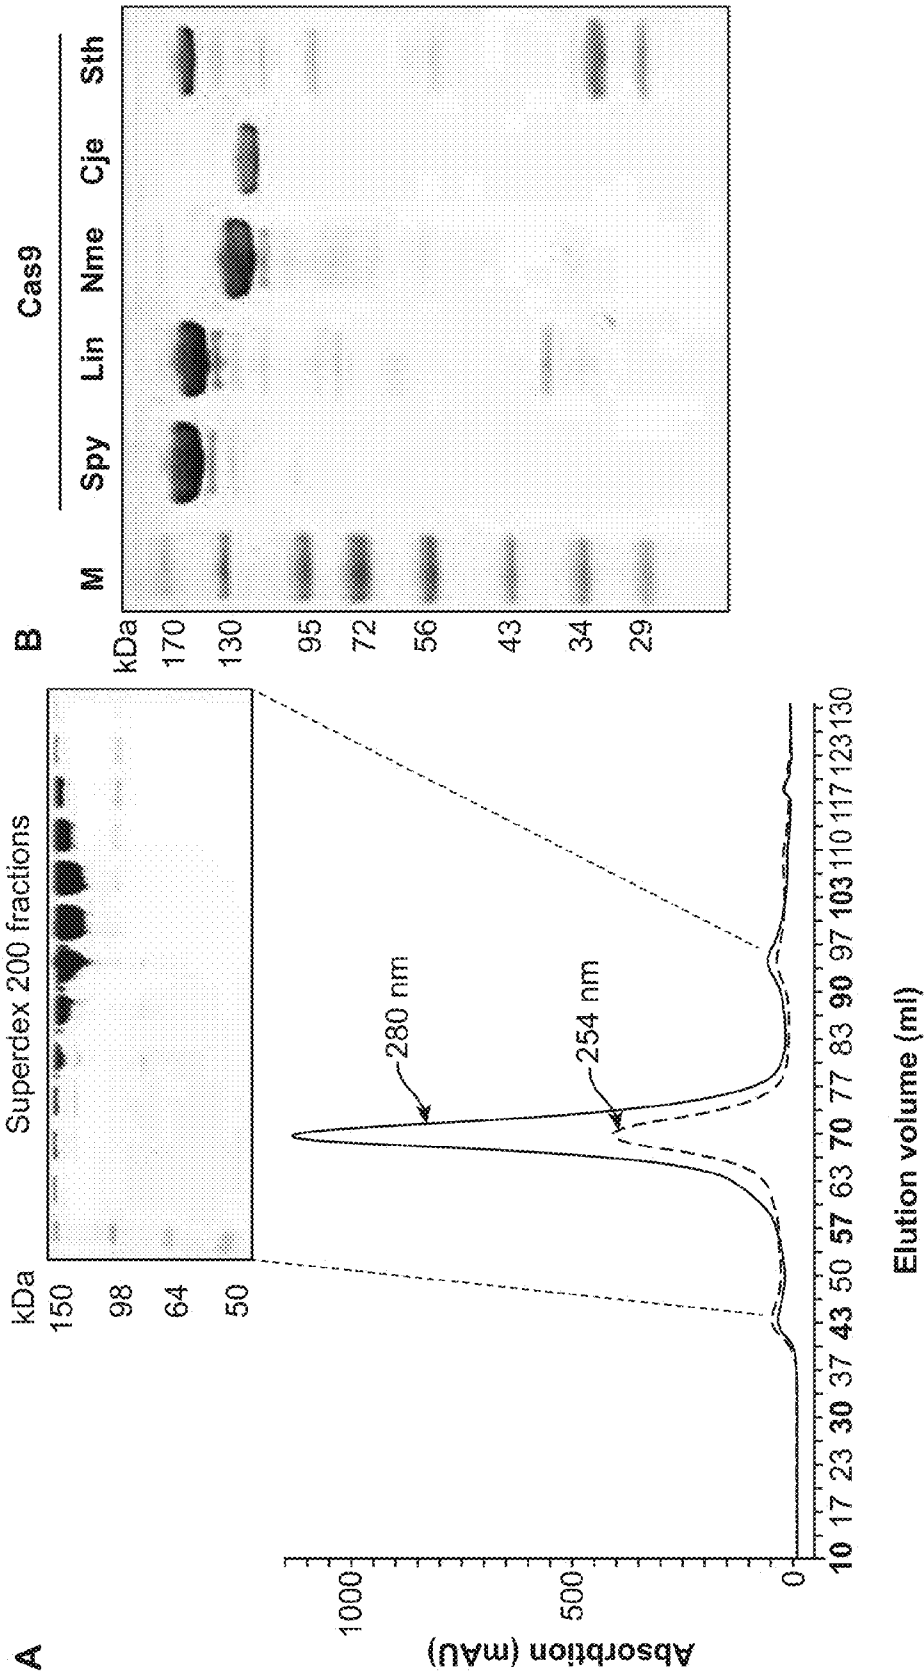 A
Superdex 200 fractions
kDa
150
98
64
50
280 nm
254 nm
Absorbtion (mAU)
1000
500
0
10 17 23 30 37 43 50 57 63 70 77 83 90 97 103 110 117 123 130
Elution volume (ml)
B
Cas9
M Spy Lin Nme Cje Sth
kDa
170
130
95
72
56
43
34
29